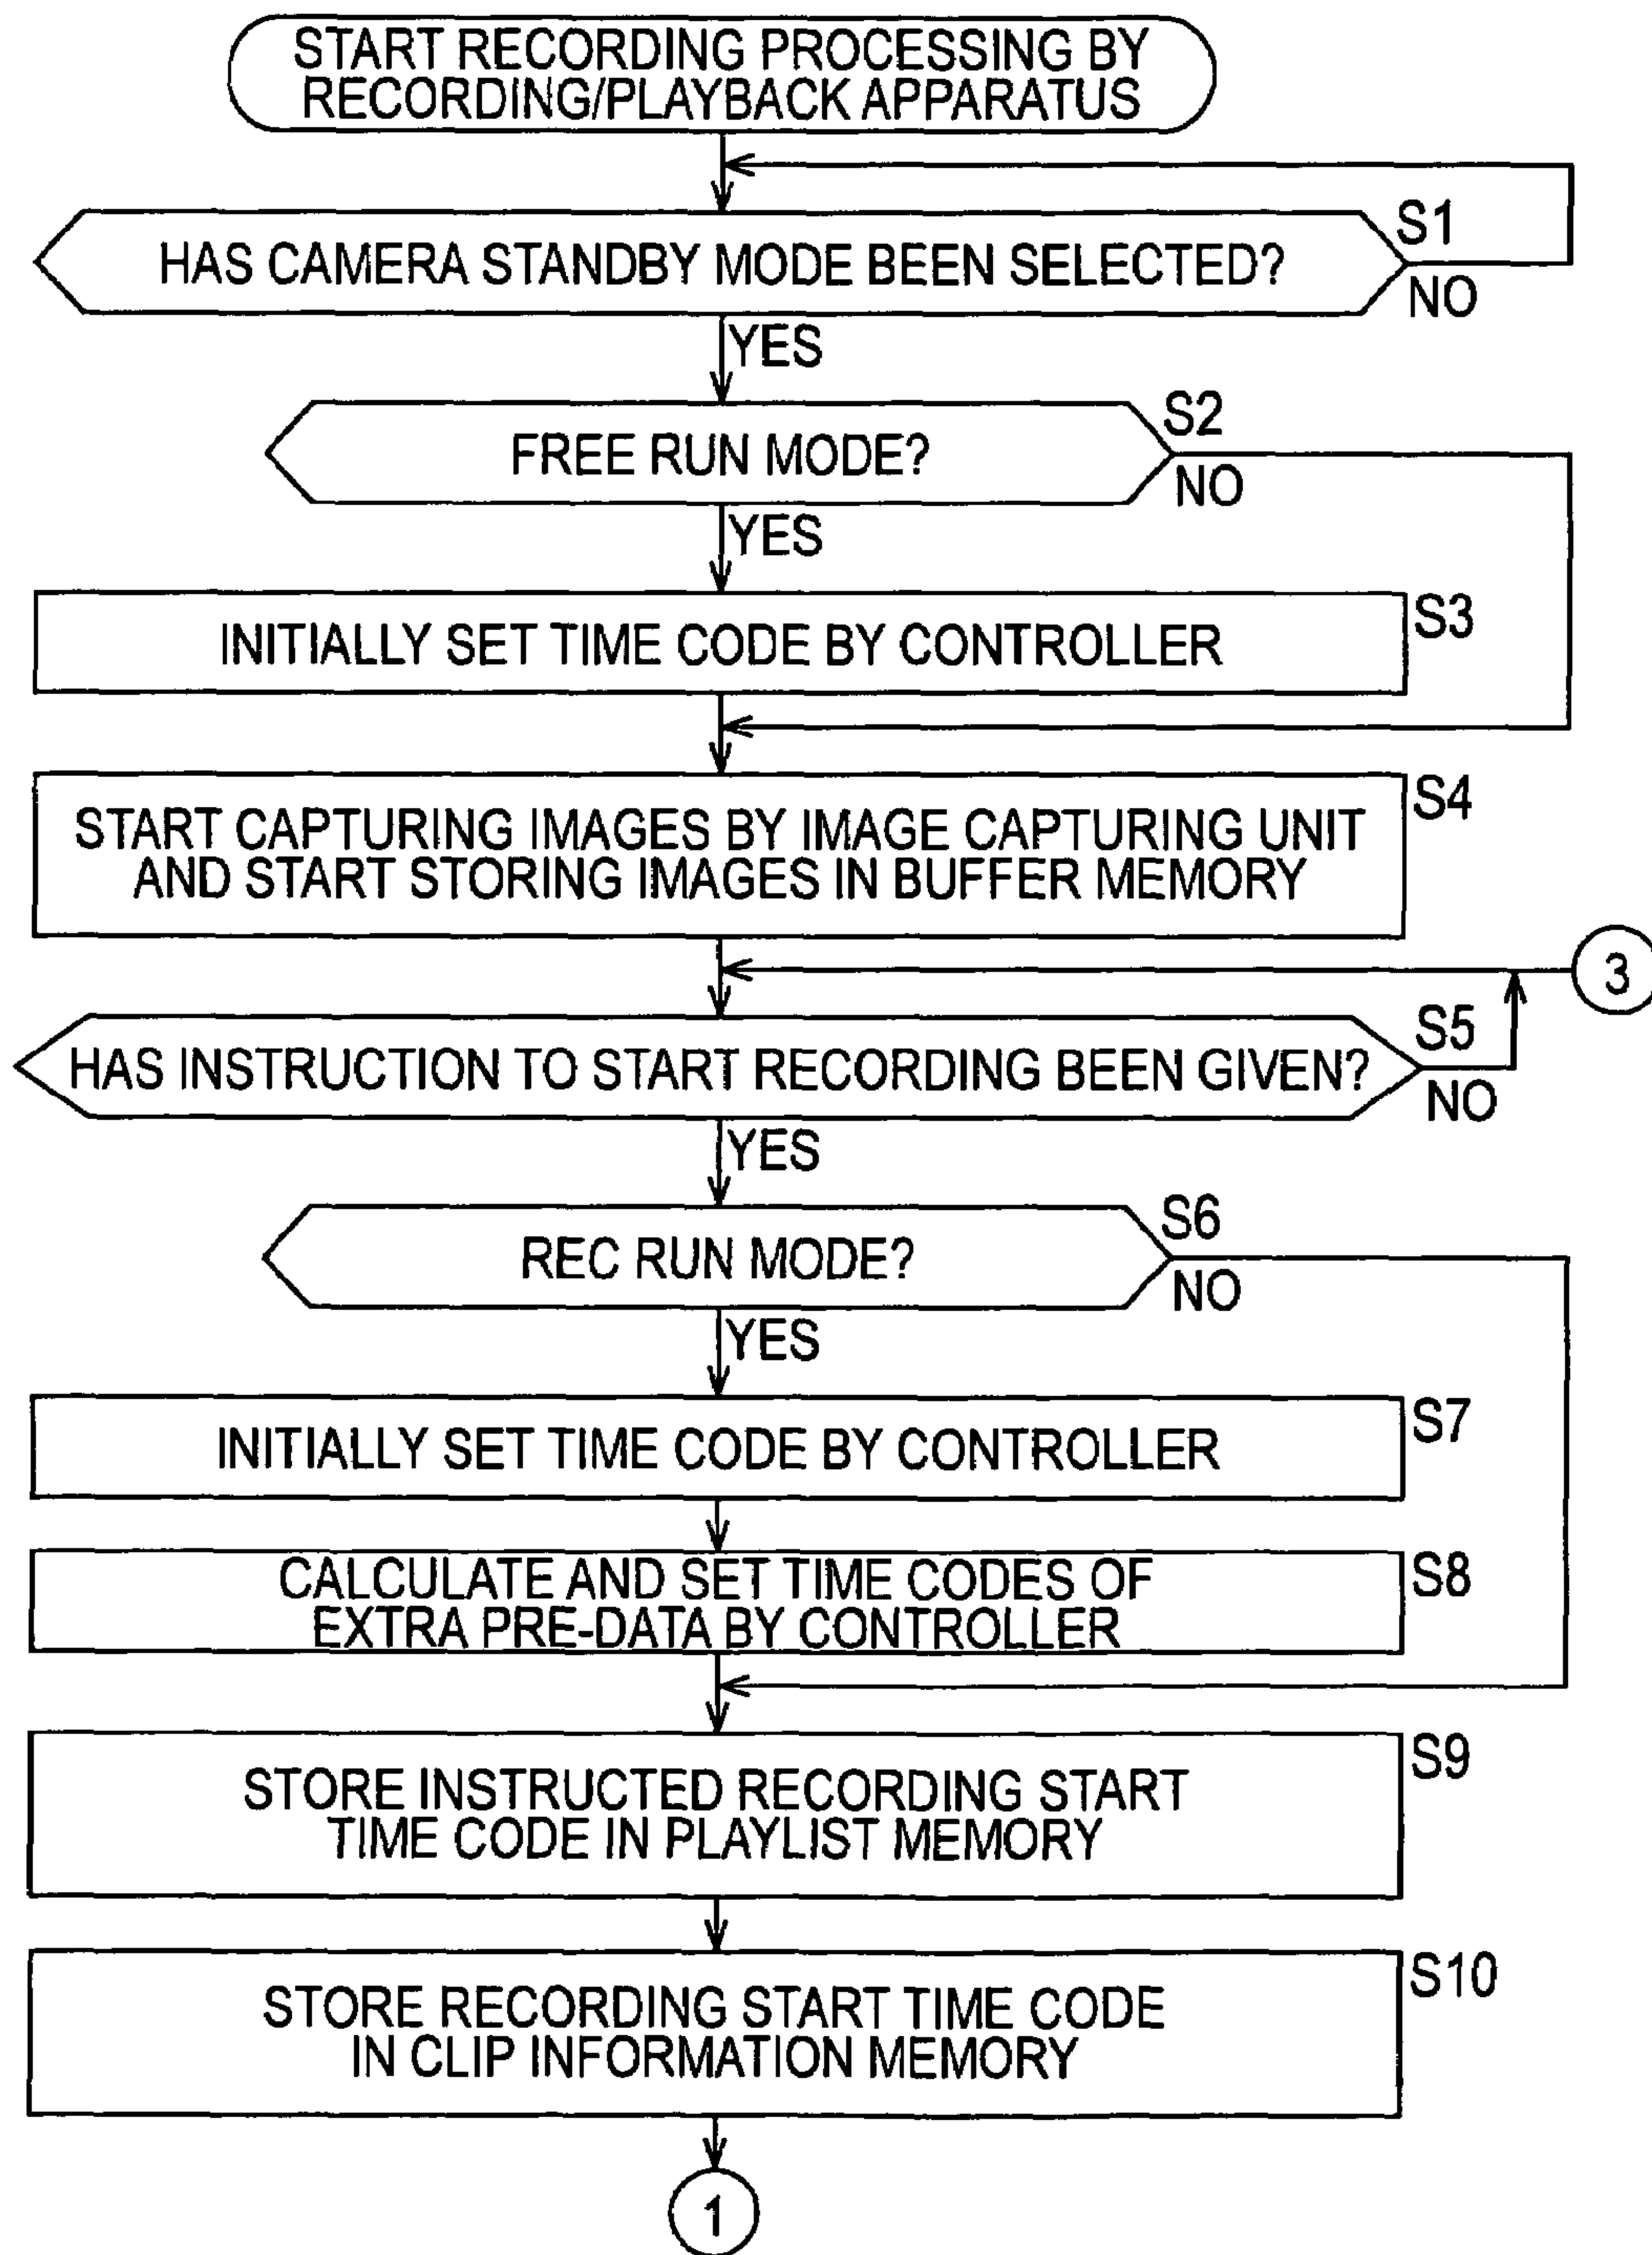 START RECORDING PROCESSING BY
RECORDING/PLAYBACK APPARATUS
S1
HAS CAMERA STANDBY MODE BEEN SELECTED?
NO
YES
S2
FREE RUN MODE?
NO
YES
S3
INITIALLY SET TIME CODE BY CONTROLLER
S4
START CAPTURING IMAGES BY IMAGE CAPTURING UNIT
AND START STORING IMAGES IN BUFFER MEMORY
3
S5
HAS INSTRUCTION TO START RECORDING BEEN GIVEN?
NO
YES
S6
REC RUN MODE?
NO
YES
S7
INITIALLY SET TIME CODE BY CONTROLLER
S8
CALCULATE AND SET TIME CODES OF
EXTRA PRE-DATA BY CONTROLLER
S9
STORE INSTRUCTED RECORDING START
TIME CODE IN PLAYLIST MEMORY
S10
STORE RECORDING START TIME CODE
IN CLIP INFORMATION MEMORY
1